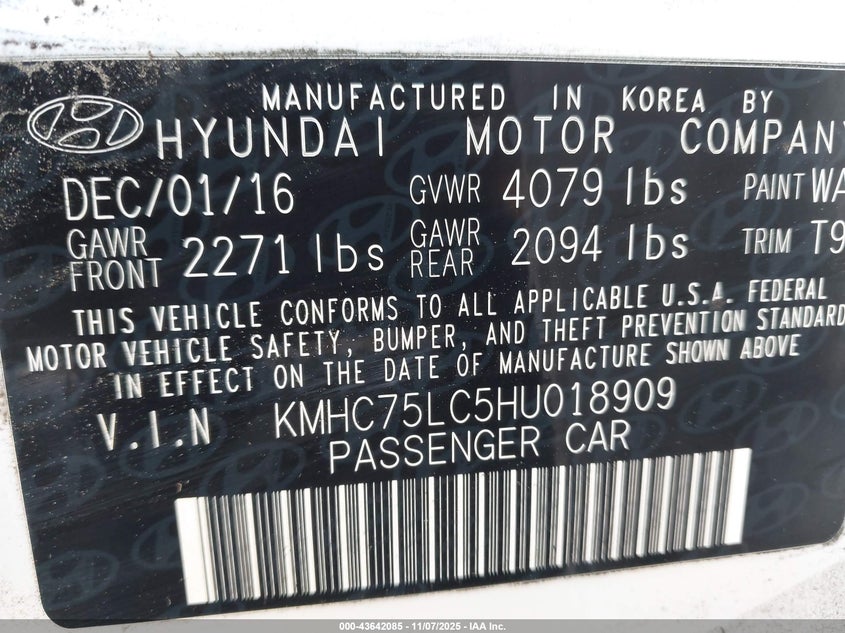 MANUFACTURED IN KOREA BY
HYUNDAI MOTOR COMPANY
DEC/01/16 GVWR 4079 lbs PAINT WA
GAWR FRONT 2271 lbs GAWR REAR 2094 lbs TRIM T9
THIS VEHICLE CONFORMS TO ALL APPLICABLE U.S.A. FEDERAL
MOTOR VEHICLE SAFETY, BUMPER, AND THEFT PREVENTION STANDARD
IN EFFECT ON THE DATE OF MANUFACTURE SHOWN ABOVE
V.I.N KMHC75LC5HU018909
PASSENGER CAR
000-43642085 - 11/07/2025 - IAA Inc.